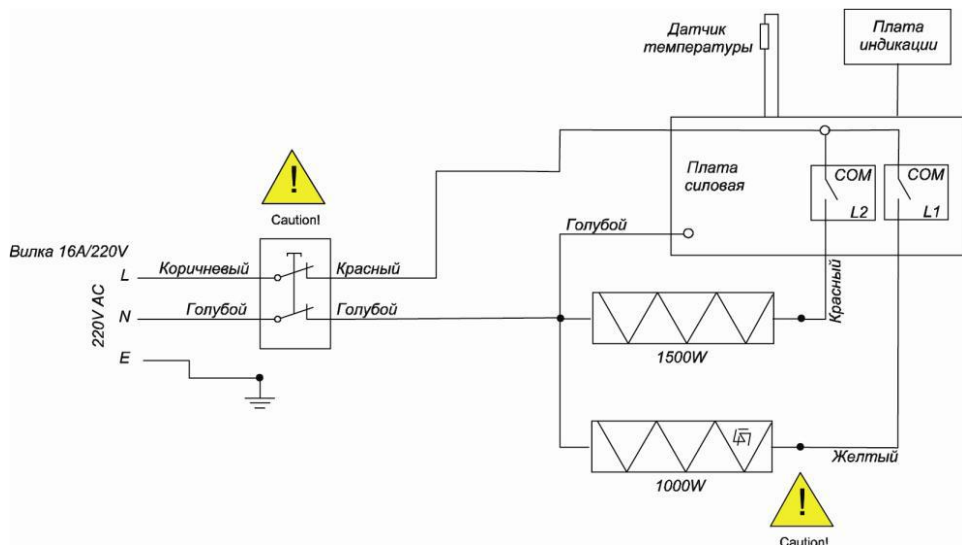 Датчик
температуры
Плата
индикации
Плата
силовая
COM
L2
COM
L1
!
Caution!
Голубой
Вилка 16A/220V
L
Коричневый
Красный
220V AC
N
Голубой
Голубой
E
Красный
1500W
Желтый
1000W
!
Caution!